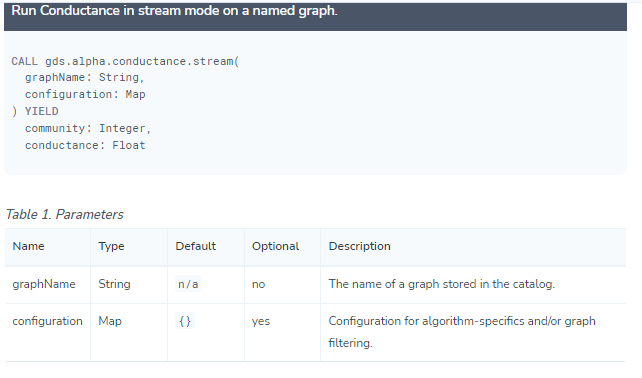 Run Conductance in stream mode on a named graph.
CALL gds.alpha.conductance.stream(
  graphName: String,
  configuration: Map
) YIELD
  community: Integer,
  conductance: Float
Table 1. Parameters
Name Type Default Optional Description
graphName String n/a no The name of a graph stored in the catalog.
configuration Map {} yes Configuration for algorithm-specifics and/or graph
filtering.